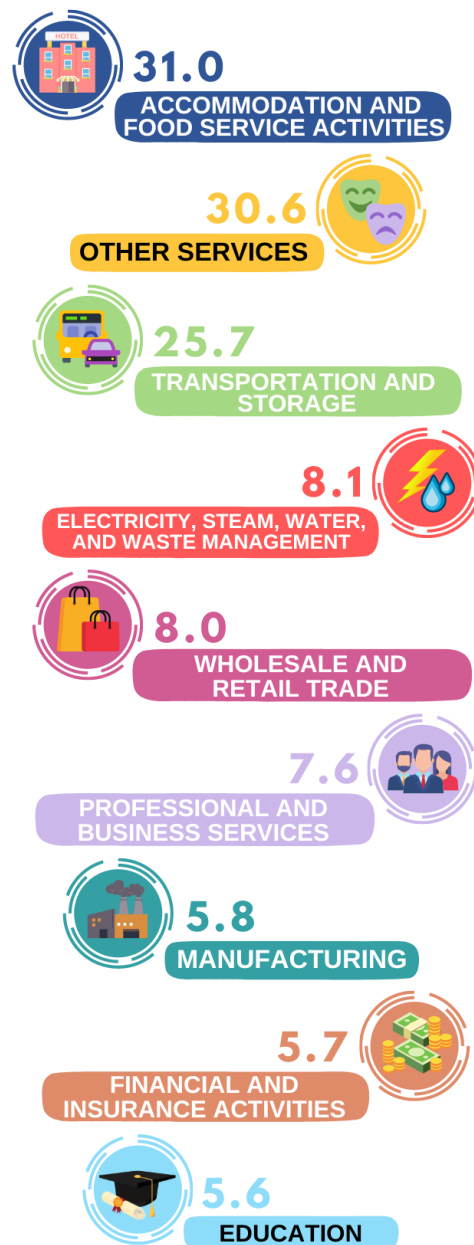 HOTEL
31.0
ACCOMMODATION AND
FOOD SERVICE ACTIVITIES
30.6
OTHER SERVICES
25.7
TRANSPORTATION AND
STORAGE
8.1
ELECTRICITY, STEAM, WATER,
AND WASTE MANAGEMENT
8.0
WHOLESALE AND
RETAIL TRADE
7.6
PROFESSIONAL AND
BUSINESS SERVICES
5.8
MANUFACTURING
5.7
FINANCIAL AND
INSURANCE ACTIVITIES
5.6
EDUCATION